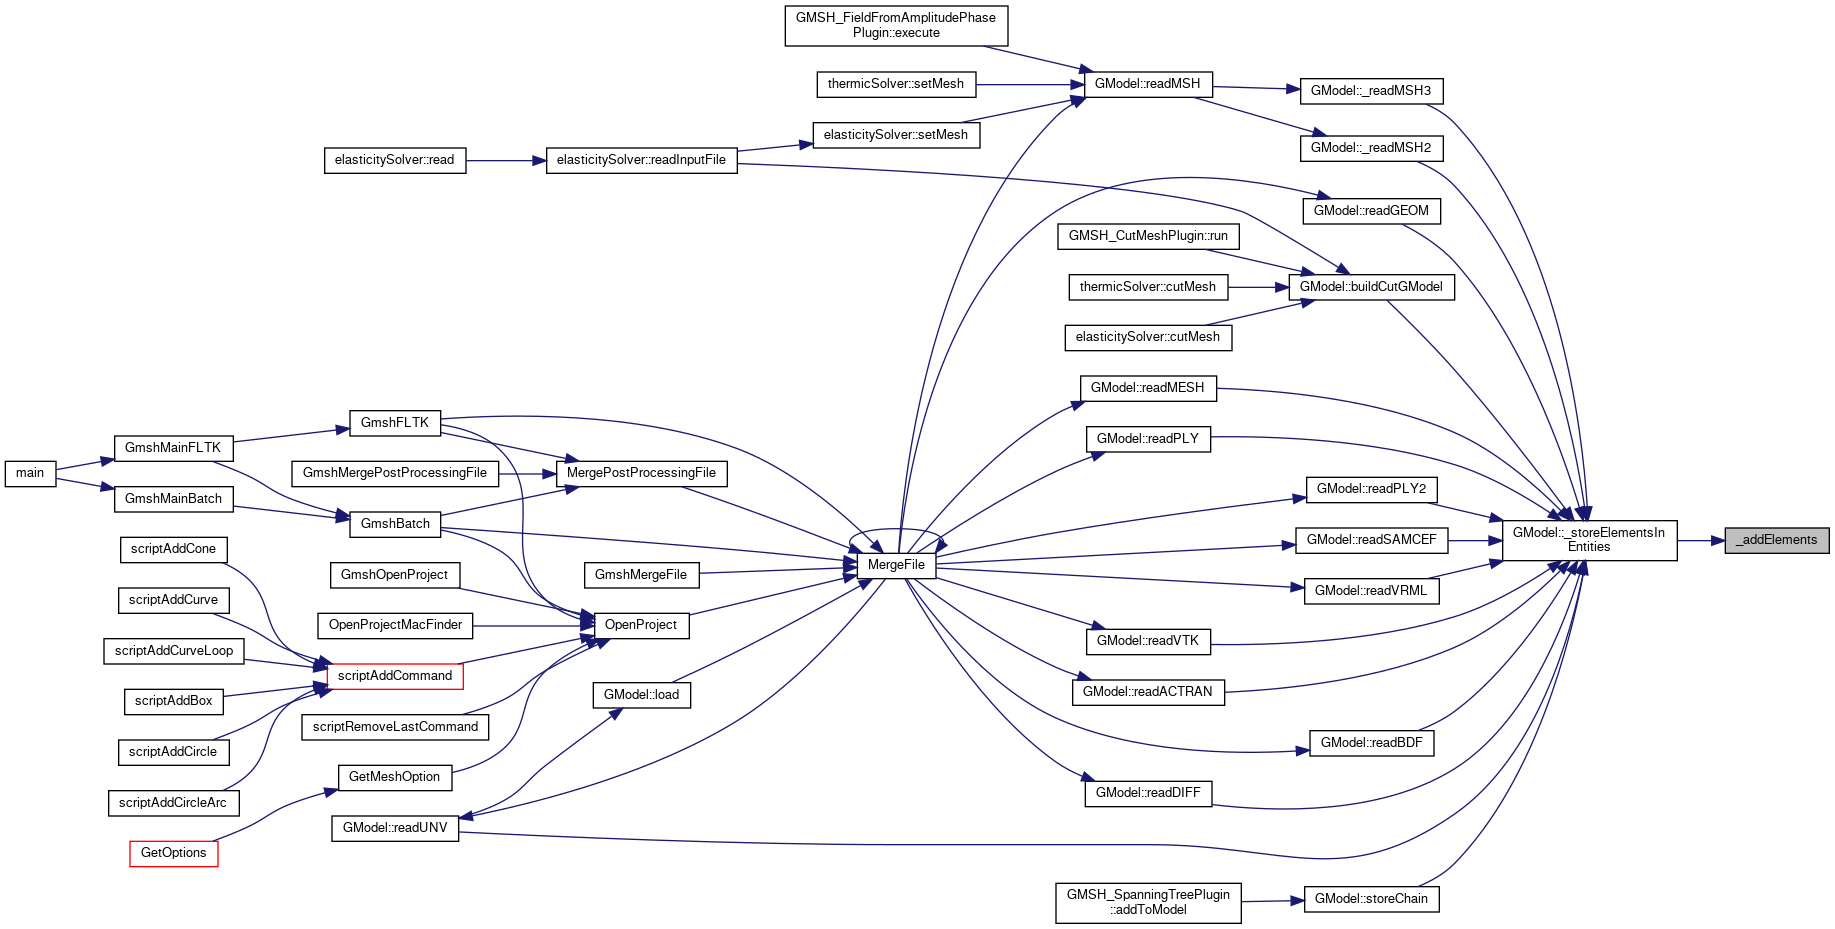 GMSH_FieldFromAmplitudePhase
Plugin::execute
thermicSolver::setMesh
GModel::readMSH
GModel::_readMSH3
elasticitySolver::setMesh
GModel::_readMSH2
elasticitySolver::read
elasticitySolver::readInputFile
GModel::readGEOM
GMSH_CutMeshPlugin::run
thermicSolver::cutMesh
GModel::buildCutGModel
elasticitySolver::cutMesh
GModel::readMESH
GmshFLTK
GModel::readPLY
GmshMainFLTK
main
GmshMergePostProcessingFile
MergePostProcessingFile
GModel::readPLY2
GmshMainBatch
GmshBatch
GModel::readSAMCEF
GModel::_storeElementsIn
Entities
_addElements
scriptAddCone
MergeFile
GmshOpenProject
GmshMergeFile
GModel::readVRML
scriptAddCurve
OpenProjectMacFinder
OpenProject
GModel::readVTK
scriptAddCurveLoop
scriptAddCommand
GModel::load
GModel::readACTRAN
scriptAddBox
scriptRemoveLastCommand
GModel::readBDF
scriptAddCircle
GetMeshOption
GModel::readDIFF
scriptAddCircleArc
GModel::readUNV
GetOptions
GMSH_SpanningTreePlugin
::addToModel
GModel::storeChain